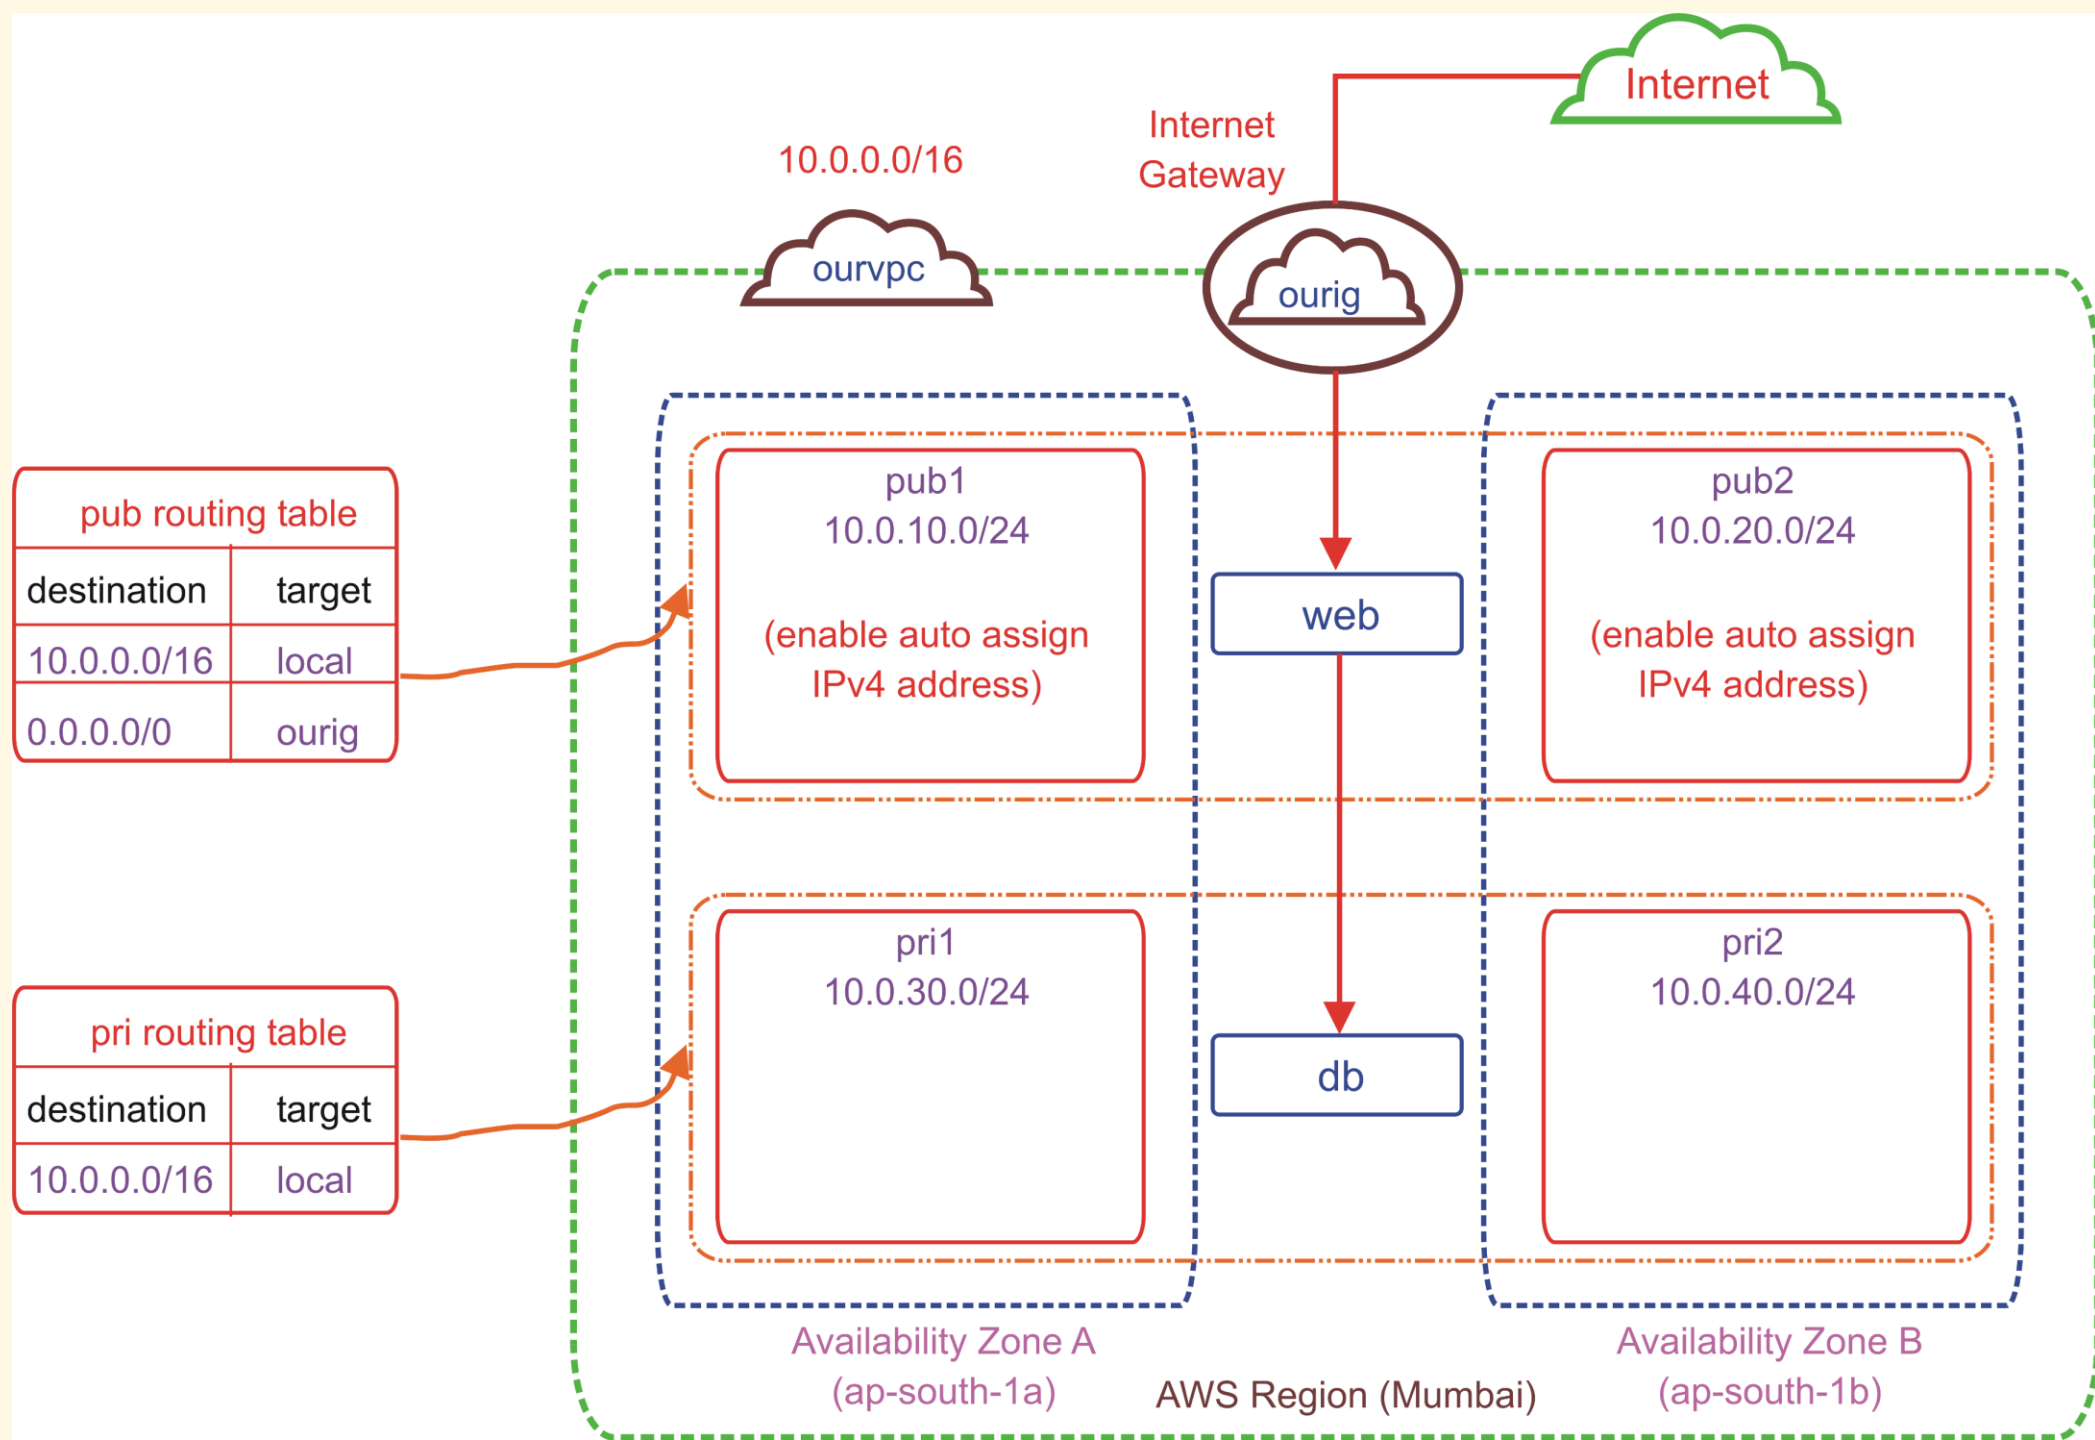 Internet
Internet
Gateway
10.0.0.0/16
ourvpc
ourig
pub routing table
destination target
10.0.0.0/16 local
0.0.0.0/0 ourig
pub1
10.0.10.0/24
(enable auto assign
IPv4 address)
web
pub2
10.0.20.0/24
(enable auto assign
IPv4 address)
pri routing table
destination target
10.0.0.0/16 local
pri1
10.0.30.0/24
db
pri2
10.0.40.0/24
Availability Zone A
(ap-south-1a)
AWS Region (Mumbai)
Availability Zone B
(ap-south-1b)